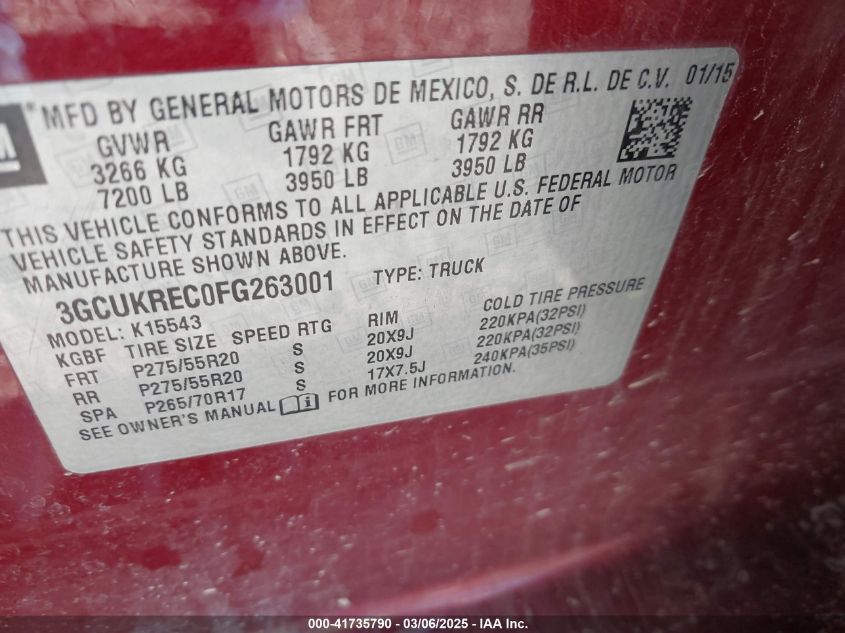 GM
® MFD BY GENERAL MOTORS DE MEXICO, S. DE R.L. DE C.V. 01/15
GVWR GAWR FRT GAWR RR
3266 KG 1792 KG 1792 KG
7200 LB 3950 LB 3950 LB
THIS VEHICLE CONFORMS TO ALL APPLICABLE U.S. FEDERAL MOTOR
VEHICLE SAFETY STANDARDS IN EFFECT ON THE DATE OF
MANUFACTURE SHOWN ABOVE.
3GCUKREC0FG263001 TYPE: TRUCK
MODEL: K15543
KGBF TIRE SIZE SPEED RTG RIM COLD TIRE PRESSURE
FRT P275/55R20 S 20X9J 220KPA(32PSI)
RR P275/55R20 S 20X9J 220KPA(32PSI)
SPA P265/70R17 S 17X7.5J 240KPA(35PSI)
SEE OWNER'S MANUAL i FOR MORE INFORMATION.
000-41735790 - 03/06/2025 - IAA Inc.